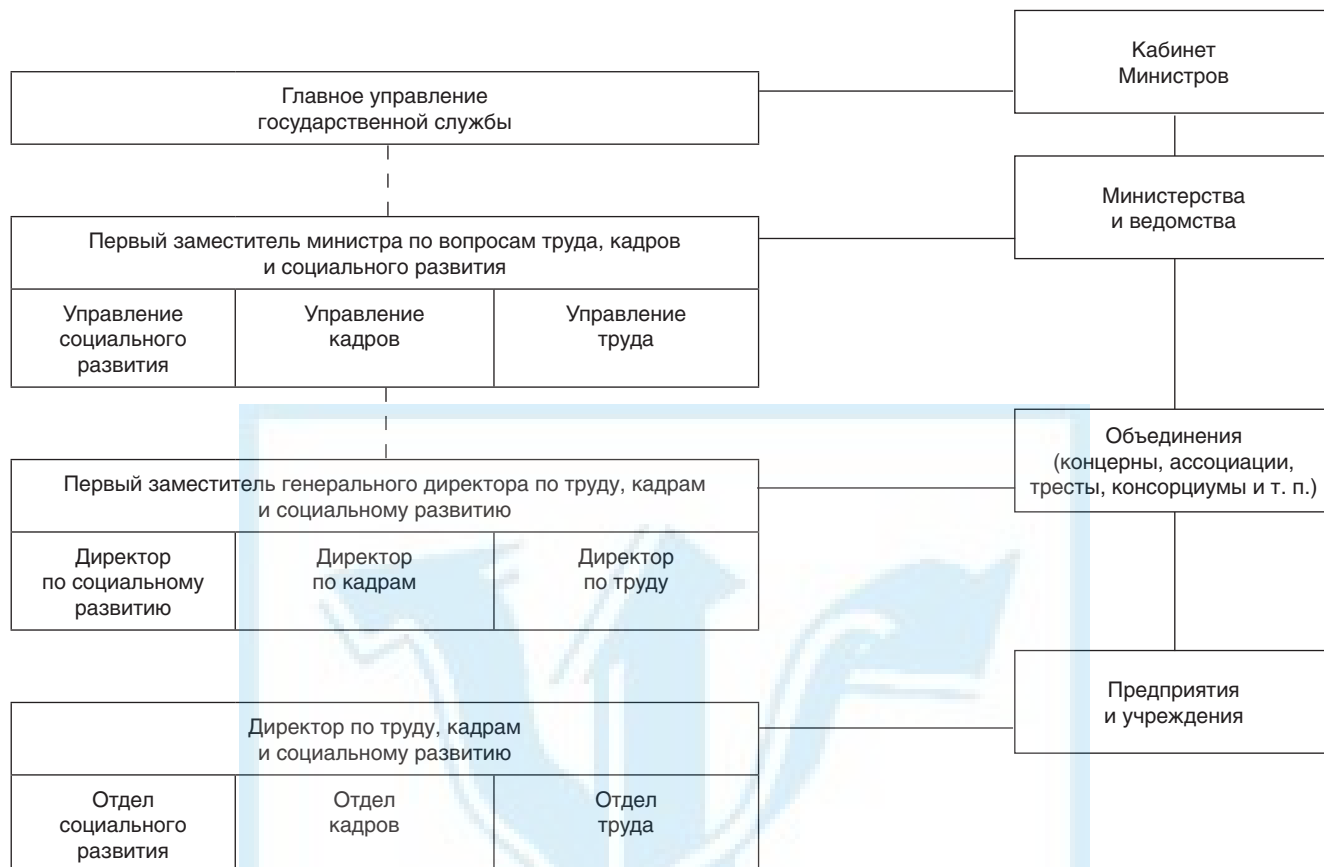 Кабинет
Министров
Главное управление
государственной службы
Министерства
и ведомства
Первый заместитель министра по вопросам труда, кадров
и социального развития
Управление
социального
развития
Управление
кадров
Управление
труда
Объединения
(концерны, ассоциации,
тресты, консорциумы и т. п.)
Первый заместитель генерального директора по труду, кадрам
и социальному развитию
Директор
по социальному
развитию
Директор
по кадрам
Директор
по труду
Предприятия
и учреждения
Директор по труду, кадрам
и социальному развитию
Отдел
социального
развития
Отдел
кадров
Отдел
труда